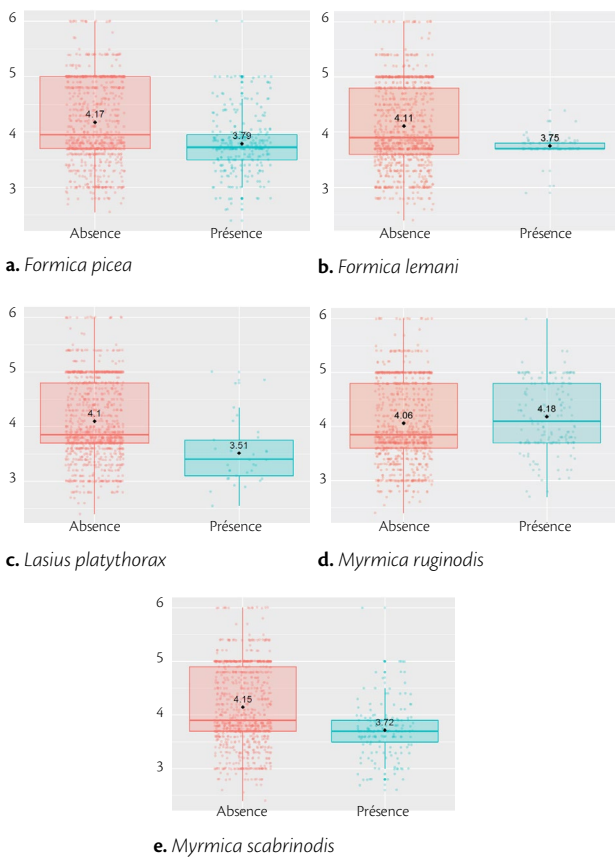 6
5
4
3
4.17
3.79
Absence
Présence
a. Formica picea
6
5
4
3
4.11
3.75
Absence
Présence
b. Formica lemani
6
5
4
3
4.1
3.51
Absence
Présence
c. Lasius platythorax
6
5
4
3
4.06
4.18
Absence
Présence
d. Myrmica ruginodis
6
5
4
3
4.15
3.72
Absence
Présence
e. Myrmica scabrinodis